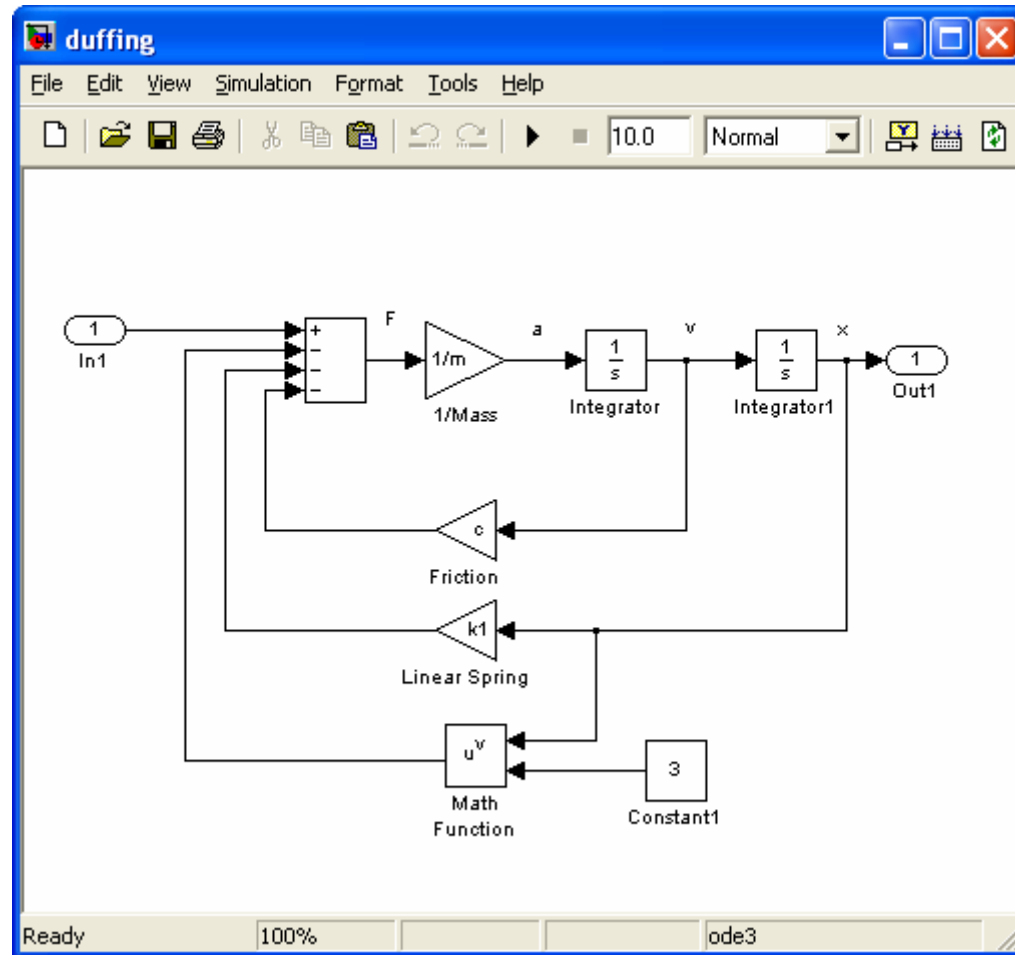 duffing
File Edit View Simulation Format Tools Help
10.0 Normal
F a v x
1 + 1/m 1 s 1 s 1
In1 − − − 1/Mass Integrator Integrator1 Out1
c
Friction
k1
Linear Spring
u^v 3
Math Function Constant1
Ready 100% ode3